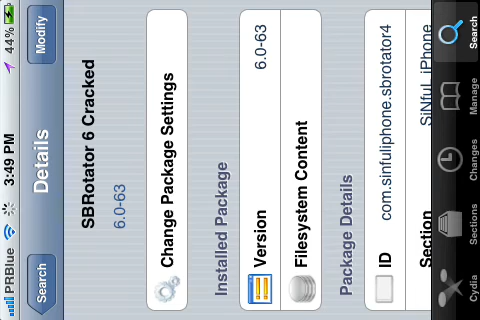 PRBlue 3:49 PM 44%
Search Details Modify
SBRotator 6 Cracked
6.0-63
Change Package Settings
Installed Package
Version 6.0-63
Filesystem Content
Package Details
ID com.sinfuliphone.sbrotator4
Section SiNful iPhone
Cydia Sections Changes Manage Search